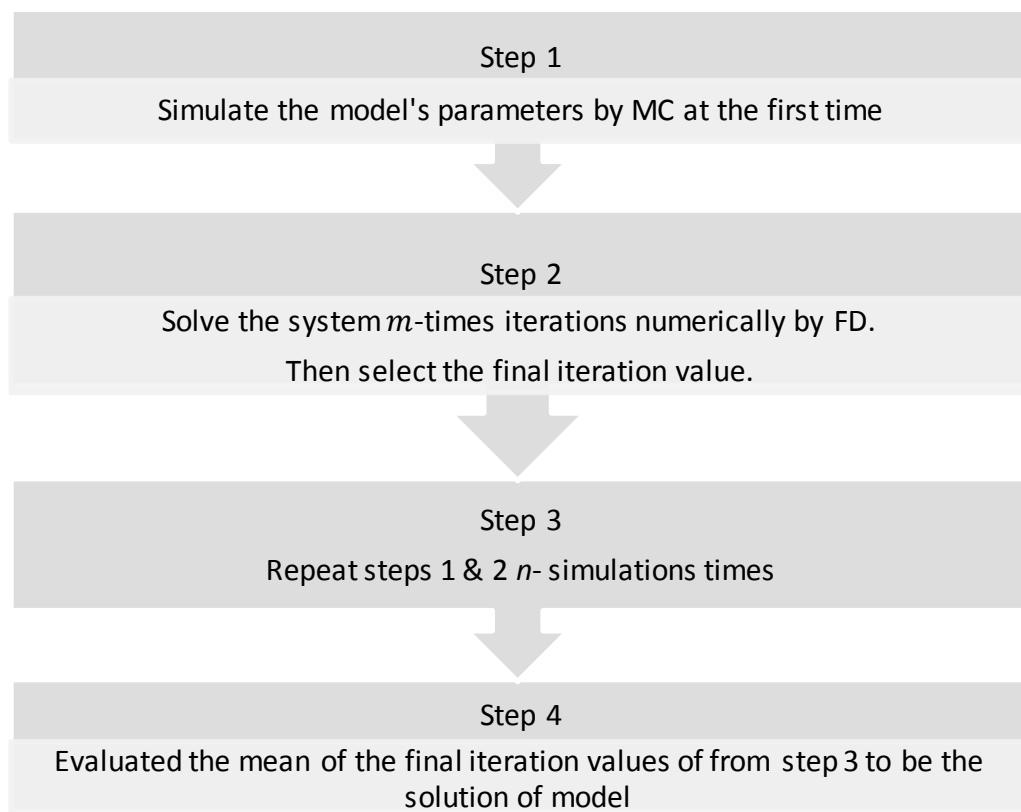 Step 1
Simulate the model's parameters by MC at the first time
Step 2
Solve the system m-times iterations numerically by FD.
Then select the final iteration value.
Step 3
Repeat steps 1 & 2 n- simulations times
Step 4
Evaluated the mean of the final iteration values of from step 3 to be the
solution of model